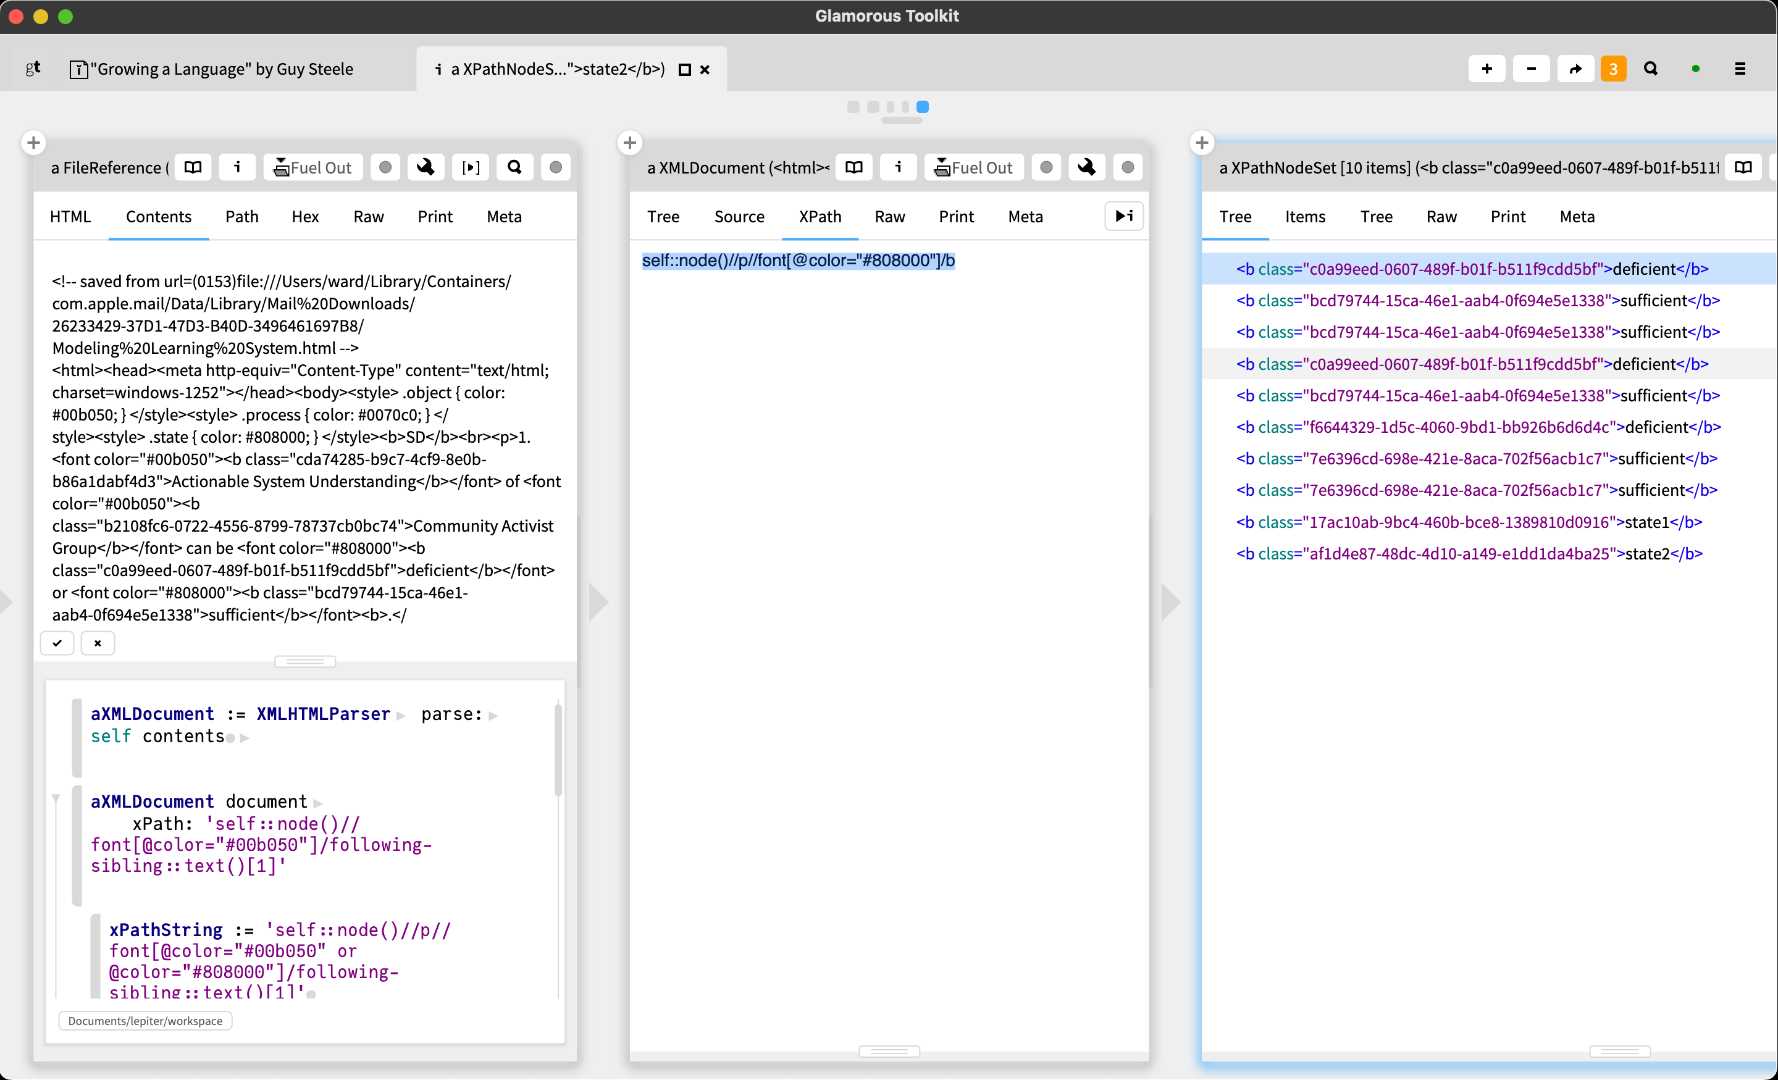 Glamorous Toolkit
gt
"Growing a Language" by Guy Steele
i a XPathNodeS...">state2</b>)
3
a FileReference (
i
Fuel Out
HTML Contents Path Hex Raw Print Meta
<!-- saved from url=(0153)file:///Users/ward/Library/Containers/
com.apple.mail/Data/Library/Mail%20Downloads/
26233429-37D1-47D3-B40D-3496461697B8/
Modeling%20Learning%20System.html -->
<html><head><meta http-equiv="Content-Type" content="text/html;
charset=windows-1252"></head><body><style> .object { color:
#00b050; } </style><style> .process { color: #0070c0; } </
style><style> .state { color: #808000; } </style><b>SD</b><br><p>1.
<font color="#00b050"><b class="cda74285-b9c7-4cf9-8e0b-
b86a1dabf4d3">Actionable System Understanding</b></font> of <font
color="#00b050"><b
class="b2108fc6-0722-4556-8799-78737cb0bc74">Community Activist
Group</b></font> can be <font color="#808000"><b
class="c0a99eed-0607-489f-b01f-b511f9cdd5bf">deficient</b></font>
or <font color="#808000"><b class="bcd79744-15ca-46e1-
aab4-0f694e5e1338">sufficient</b></font><b>.</
aXMLDocument := XMLHTMLParser parse:
self contents
aXMLDocument document
xPath: 'self::node()//
font[@color="#00b050"]/following-
sibling::text()[1]'
xPathString := 'self::node()//p//
font[@color="#00b050" or
@color="#808000"]/following-
sibling::text()[1]'
Documents/lepiter/workspace
a XMLDocument (<html><
i
Fuel Out
Tree Source XPath Raw Print Meta
i
self::node()//p//font[@color="#808000"]/b
a XPathNodeSet [10 items] (<b class="c0a99eed-0607-489f-b01f-b511f
Tree Items Tree Raw Print Meta
<b class="c0a99eed-0607-489f-b01f-b511f9cdd5bf">deficient</b>
<b class="bcd79744-15ca-46e1-aab4-0f694e5e1338">sufficient</b>
<b class="bcd79744-15ca-46e1-aab4-0f694e5e1338">sufficient</b>
<b class="c0a99eed-0607-489f-b01f-b511f9cdd5bf">deficient</b>
<b class="bcd79744-15ca-46e1-aab4-0f694e5e1338">sufficient</b>
<b class="f6644329-1d5c-4060-9bd1-bb926b6d6d4c">deficient</b>
<b class="7e6396cd-698e-421e-8aca-702f56acb1c7">sufficient</b>
<b class="7e6396cd-698e-421e-8aca-702f56acb1c7">sufficient</b>
<b class="17ac10ab-9bc4-460b-bce8-1389810d0916">state1</b>
<b class="af1d4e87-48dc-4d10-a149-e1dd1da4ba25">state2</b>